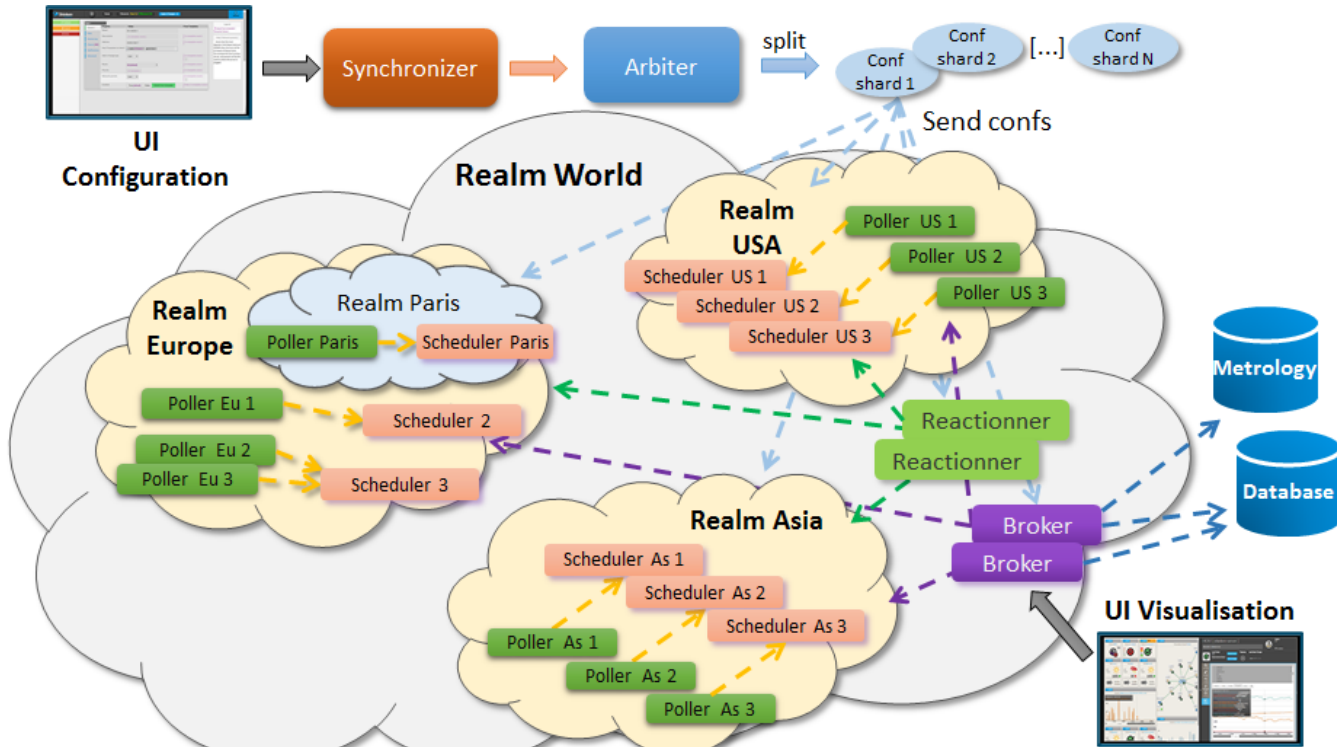 Synchronizer
Arbiter
split
Conf
shard 1
Conf
shard 2
[...]
Conf
shard N
UI
Configuration
Send confs
Realm World
Realm
USA
Poller US 1
Poller US 2
Poller US 3
Scheduler US 1
Scheduler US 2
Scheduler US 3
Realm
Europe
Realm Paris
Poller Paris
Scheduler Paris
Poller Eu 1
Scheduler 2
Poller Eu 2
Poller Eu 3
Scheduler 3
Reactionner
Reactionner
Metrology
Database
Realm Asia
Scheduler As 1
Scheduler As 2
Scheduler As 3
Poller As 1
Poller As 2
Poller As 3
Broker
Broker
UI Visualisation